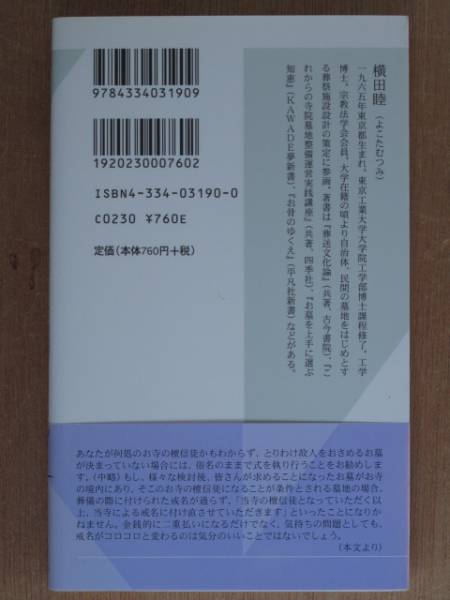 9784334031909
1920230007602
ISBN4-334-03190-0
C0230 ¥760E
定価(本体760円+税)
横田睦(よこたむつみ)
一九六五年東京都生まれ。東京工業大学大学院工学部博士課程修了。工学
博士。宗教法学会会員。大学在籍の頃より自治体、民間の墓地をはじめとす
る葬祭施設設計の策定に参画。著書は『葬送文化論』(共著、古今書院)、『こ
れからの寺院墓地整備運営実践講座』(共著、四季社)、『お墓を上手に選ぶ
知恵』(KAWADE夢新書)、『お骨のゆくえ』(平凡社新書)などがある。
あなたが何処のお寺の檀信徒かもわからず、とりわけ故人をおさめるお墓
が決まっていない場合には、俗名のままで式を執り行うことをお勧めしま
す。(中略)もし、様々な検討後、皆さんが求めることになったお墓がお寺
の境内にあり、そこのお寺の檀信徒になることが条件とされる墓地の場合、
葬儀の際に付けられた戒名が通らず、「当寺の檀信徒となっていただく以
上、当寺による戒名に付け直させていただきます」といったことになりか
ねません。金銭的に二重払いになるだけでなく、気持ちの問題としても、
戒名がコロコロと変わるのは気分のいいことではないでしょう。
(本文より)